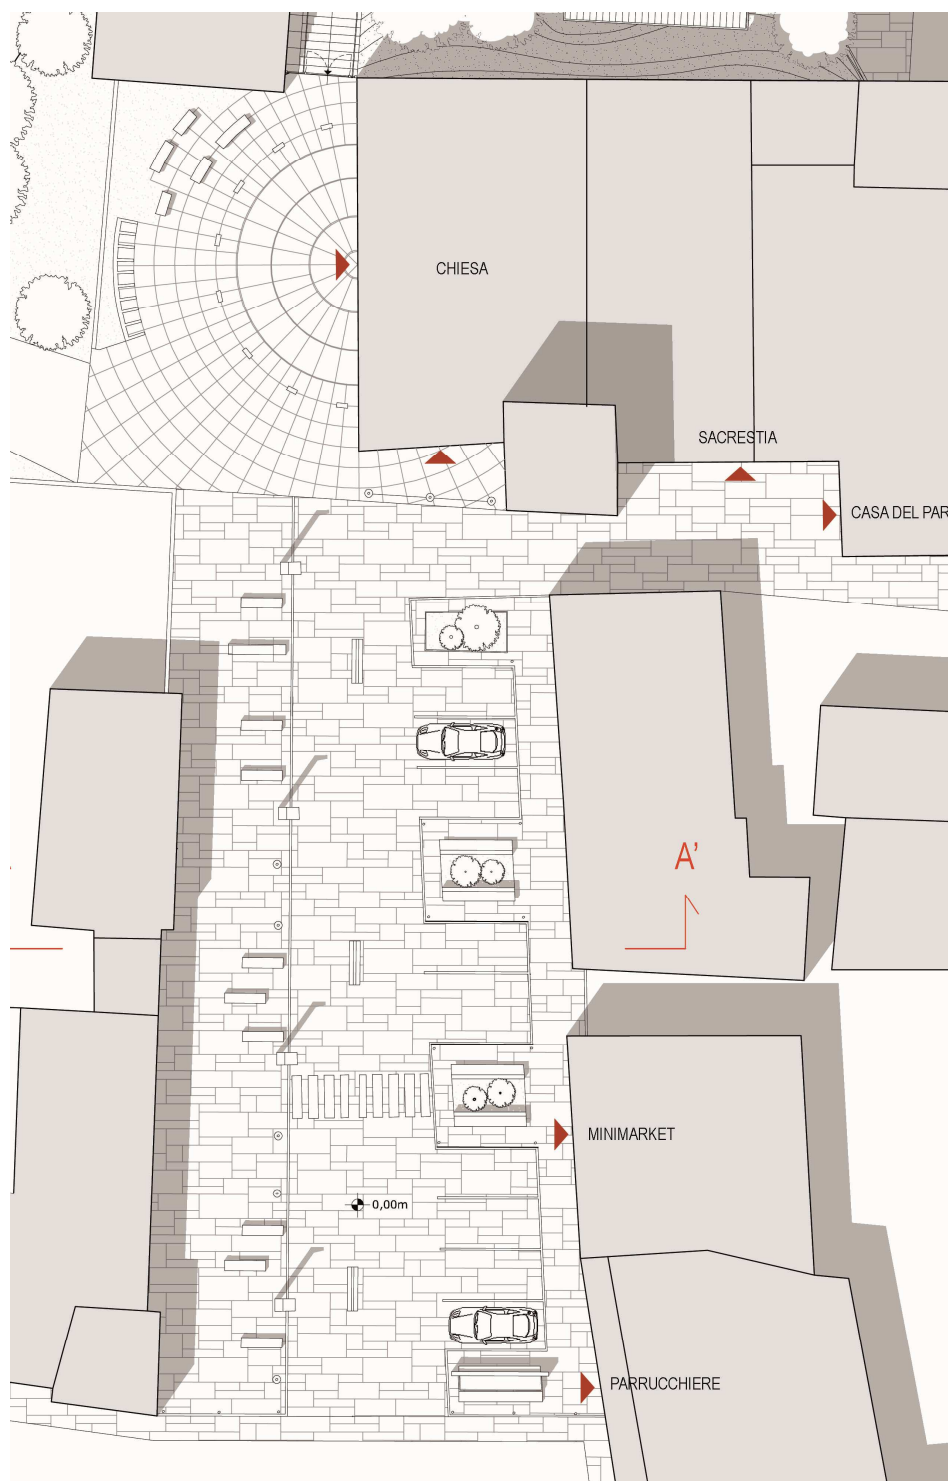 CHIESA
SACRESTIA
CASA DEL PAR
A'
MINIMARKET
0,00m
PARRUCCHIERE